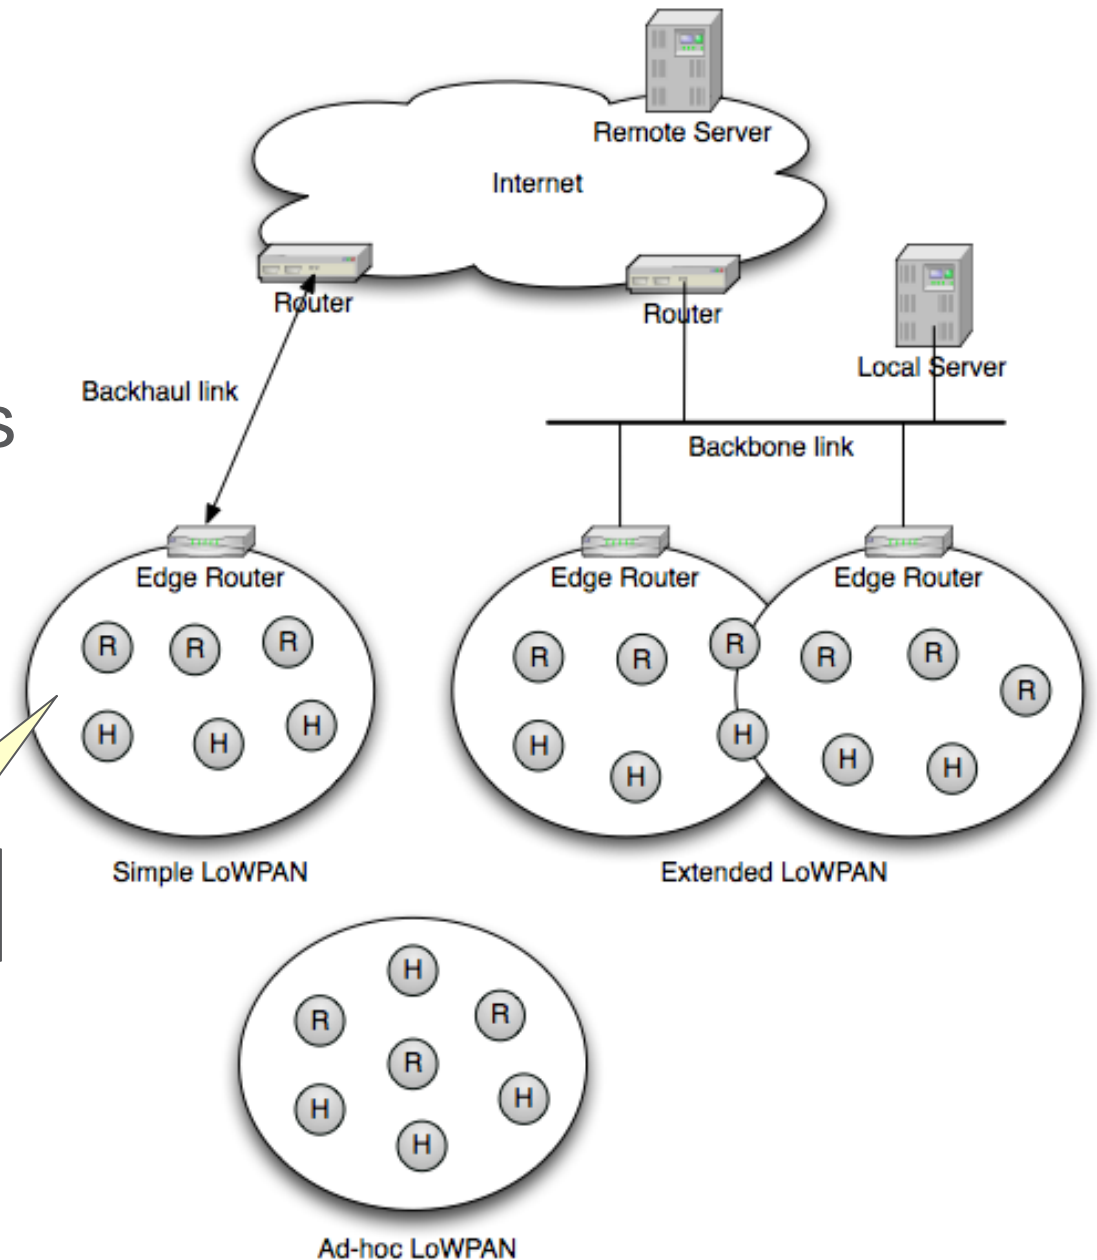 Remote Server
Internet
Router
Router
Local Server
Backhaul link
s
Backbone link
Edge Router
Edge Router
Edge Router
R
R
R
R
R
R
R
R
R
H
H
H
H
H
H
H
H
Simple LoWPAN
Extended LoWPAN
H
R
R
R
H
H
H
Ad-hoc LoWPAN